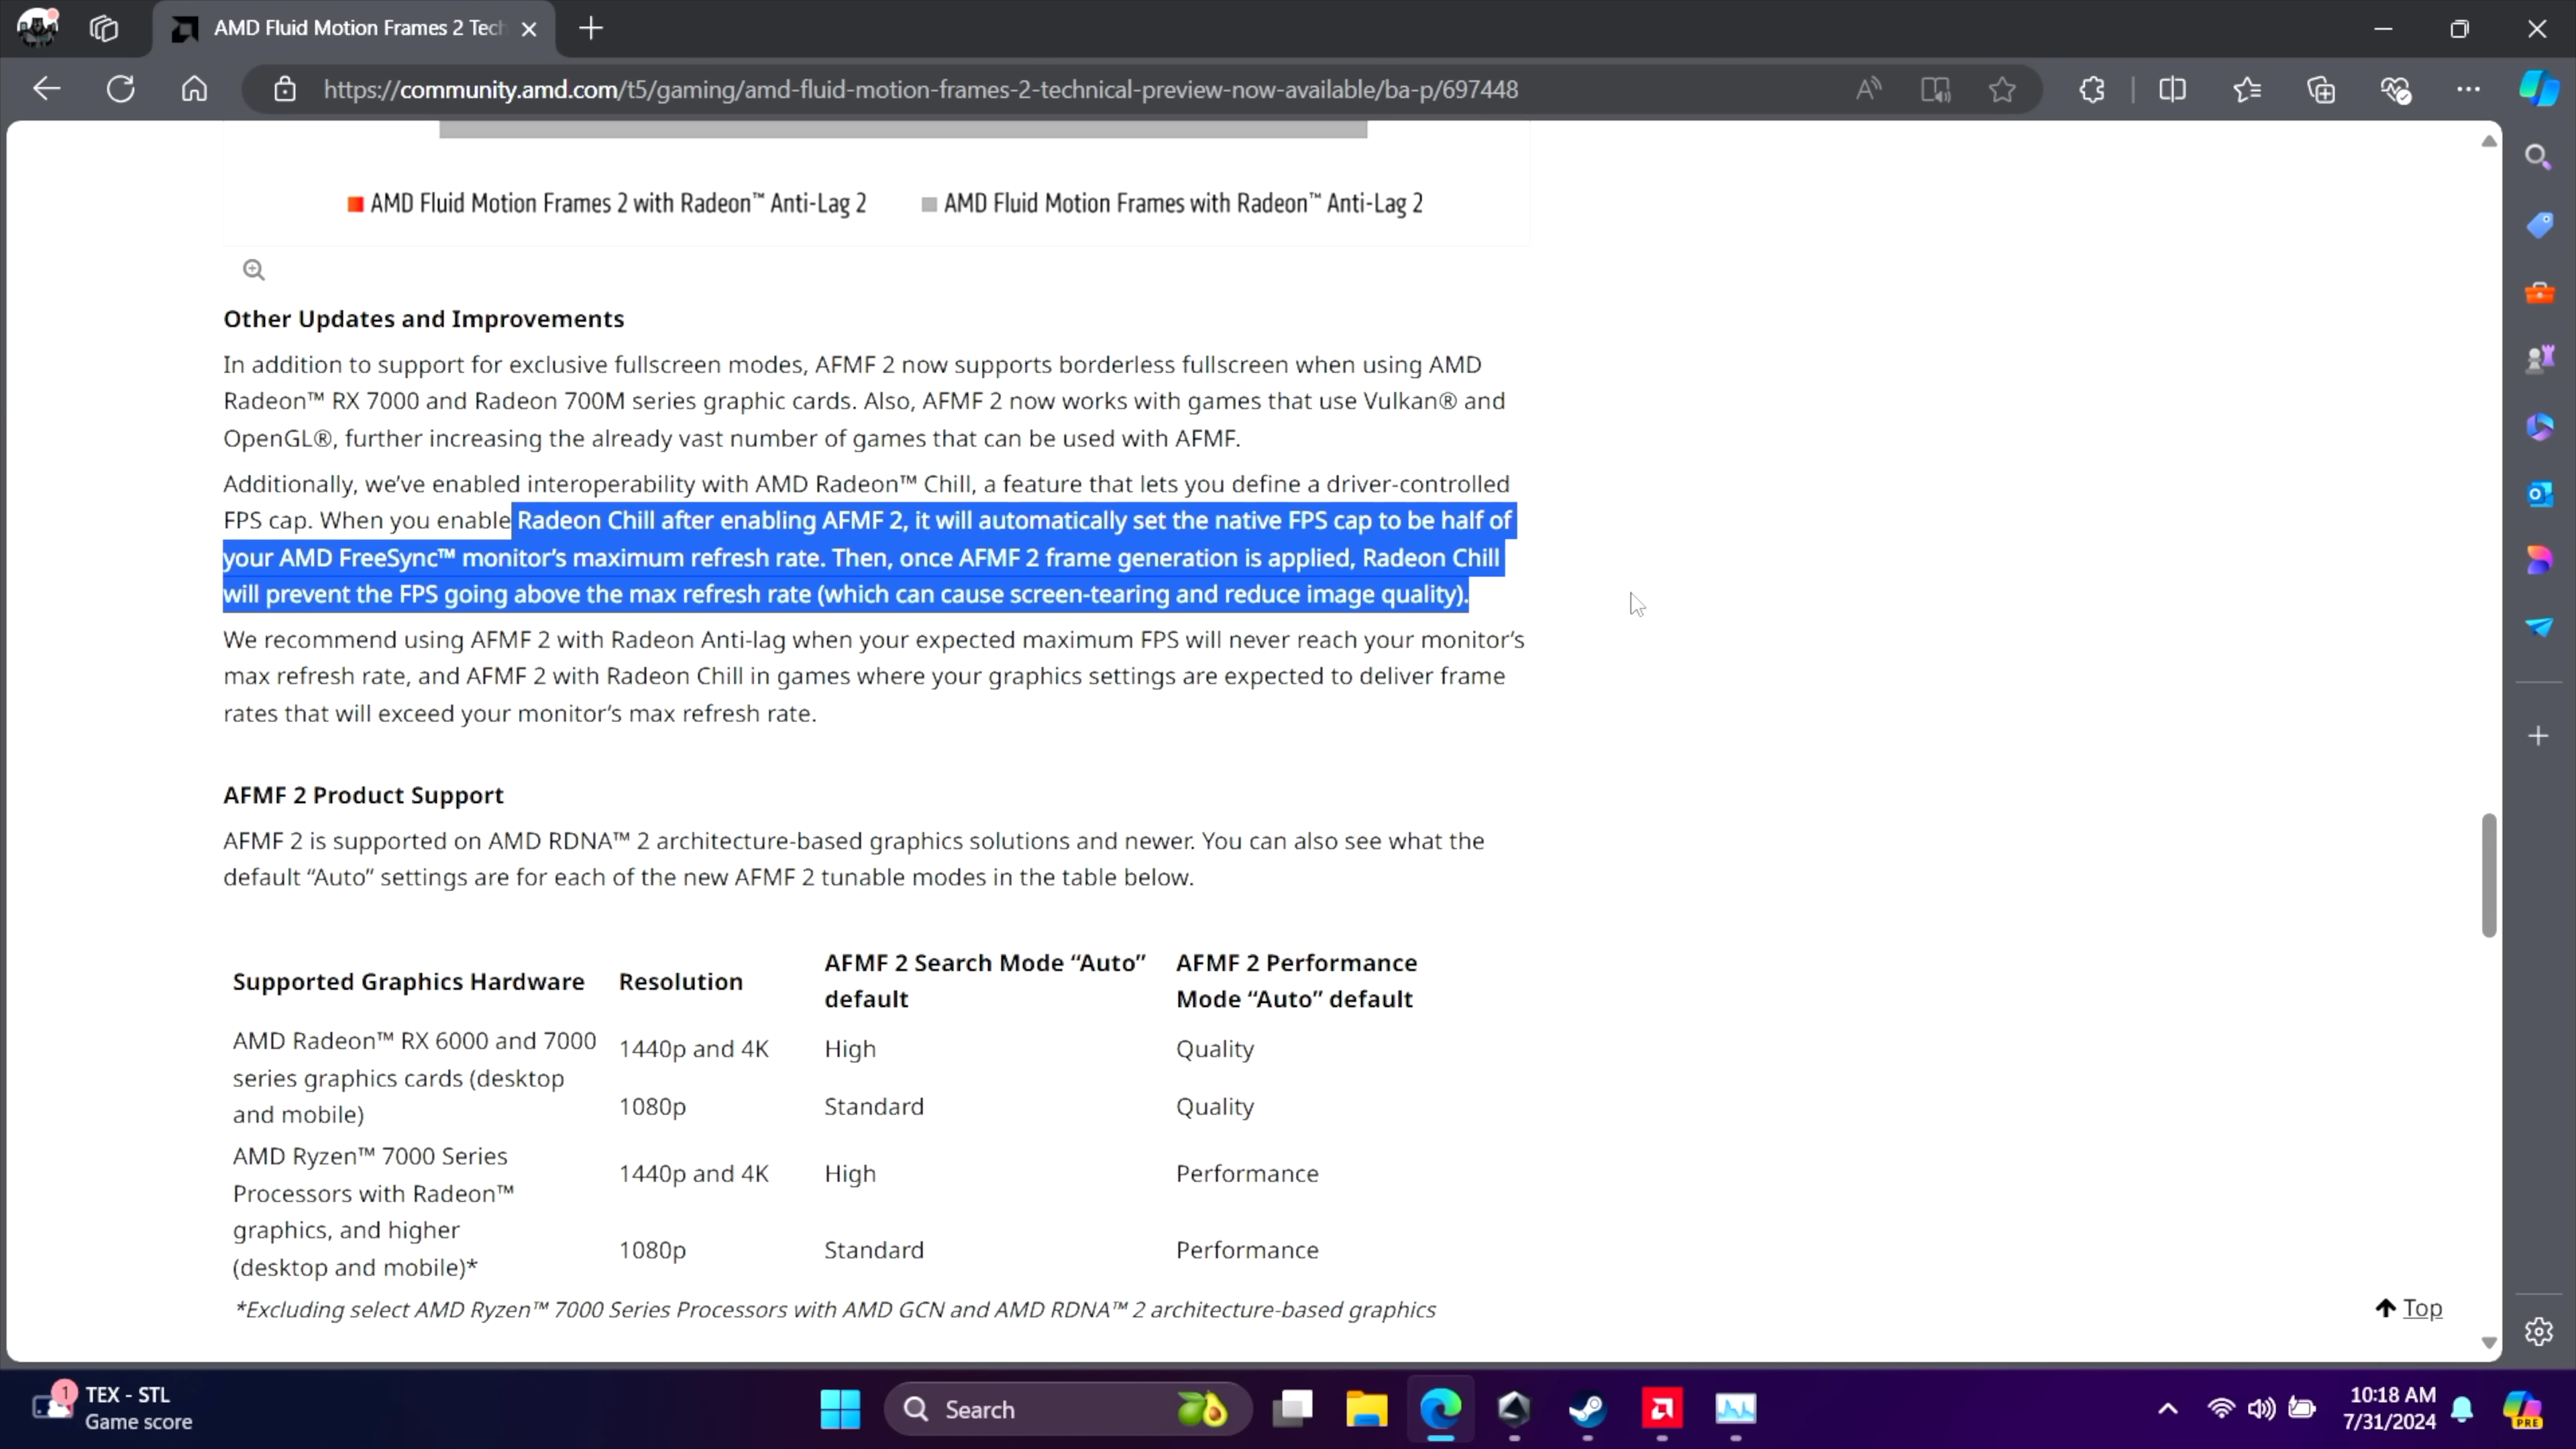 AMD Fluid Motion Frames 2 Tech
https://community.amd.com/t5/gaming/amd-fluid-motion-frames-2-technical-preview-now-available/ba-p/697448
AMD Fluid Motion Frames 2 with Radeon™ Anti-Lag 2
AMD Fluid Motion Frames with Radeon™ Anti-Lag 2
Other Updates and Improvements
In addition to support for exclusive fullscreen modes, AFMF 2 now supports borderless fullscreen when using AMD
Radeon™ RX 7000 and Radeon 700M series graphic cards. Also, AFMF 2 now works with games that use Vulkan® and
OpenGL®, further increasing the already vast number of games that can be used with AFMF.
Additionally, we’ve enabled interoperability with AMD Radeon™ Chill, a feature that lets you define a driver-controlled
FPS cap. When you enable Radeon Chill after enabling AFMF 2, it will automatically set the native FPS cap to be half of
your AMD FreeSync™ monitor’s maximum refresh rate. Then, once AFMF 2 frame generation is applied, Radeon Chill
will prevent the FPS going above the max refresh rate (which can cause screen-tearing and reduce image quality).
We recommend using AFMF 2 with Radeon Anti-lag when your expected maximum FPS will never reach your monitor’s
max refresh rate, and AFMF 2 with Radeon Chill in games where your graphics settings are expected to deliver frame
rates that will exceed your monitor’s max refresh rate.
AFMF 2 Product Support
AFMF 2 is supported on AMD RDNA™ 2 architecture-based graphics solutions and newer. You can also see what the
default “Auto” settings are for each of the new AFMF 2 tunable modes in the table below.
Supported Graphics Hardware
Resolution
AFMF 2 Search Mode “Auto”
default
AFMF 2 Performance
Mode “Auto” default
AMD Radeon™ RX 6000 and 7000
series graphics cards (desktop
and mobile)
1440p and 4K
High
Quality
1080p
Standard
Quality
AMD Ryzen™ 7000 Series
Processors with Radeon™
graphics, and higher
(desktop and mobile)*
1440p and 4K
High
Performance
1080p
Standard
Performance
*Excluding select AMD Ryzen™ 7000 Series Processors with AMD GCN and AMD RDNA™ 2 architecture-based graphics
Top
1
TEX - STL
Game score
Search
10:18 AM
7/31/2024
PRE